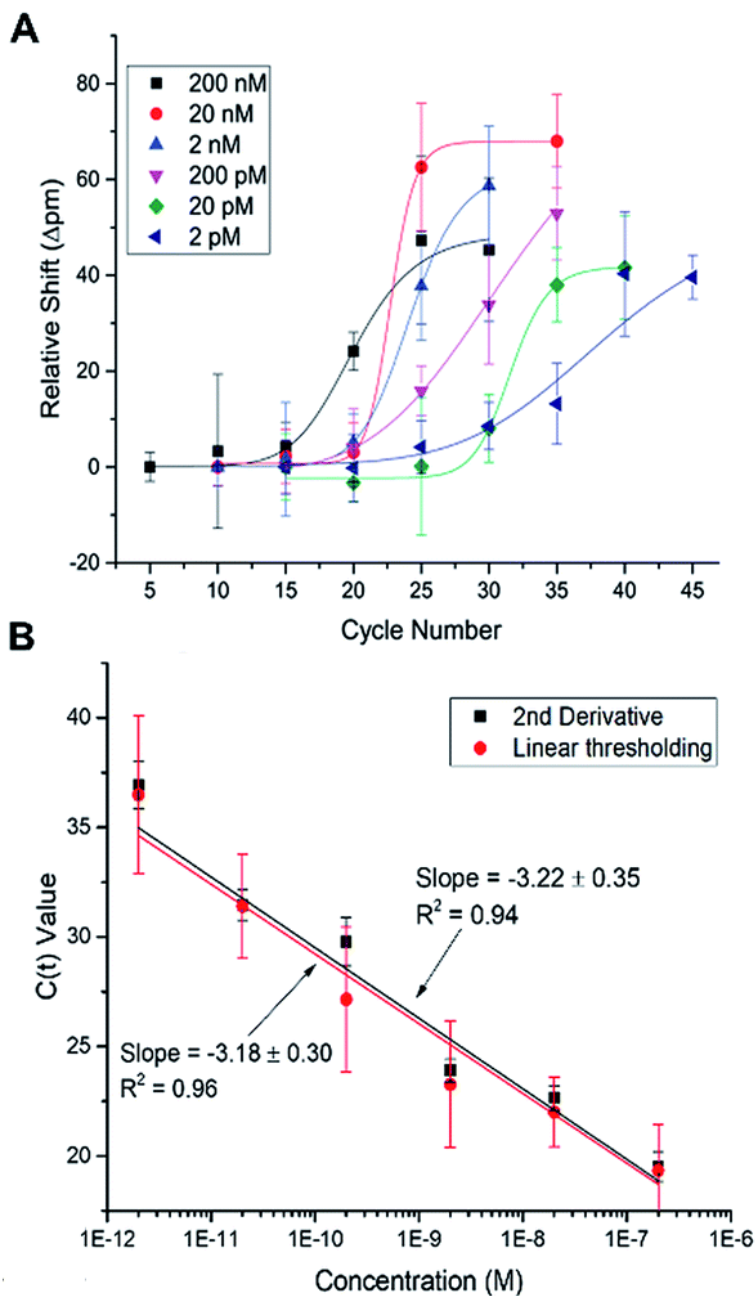 A
200 nM
20 nM
2 nM
200 pM
20 pM
2 pM
80
60
40
20
0
-20
Relative Shift (Δpm)
5 10 15 20 25 30 35 40 45
Cycle Number
B
2nd Derivative
Linear thresholding
40
35
30
25
20
C(t) Value
Slope = -3.22 ± 0.35
R² = 0.94
Slope = -3.18 ± 0.30
R² = 0.96
1E-12 1E-11 1E-10 1E-9 1E-8 1E-7 1E-6
Concentration (M)